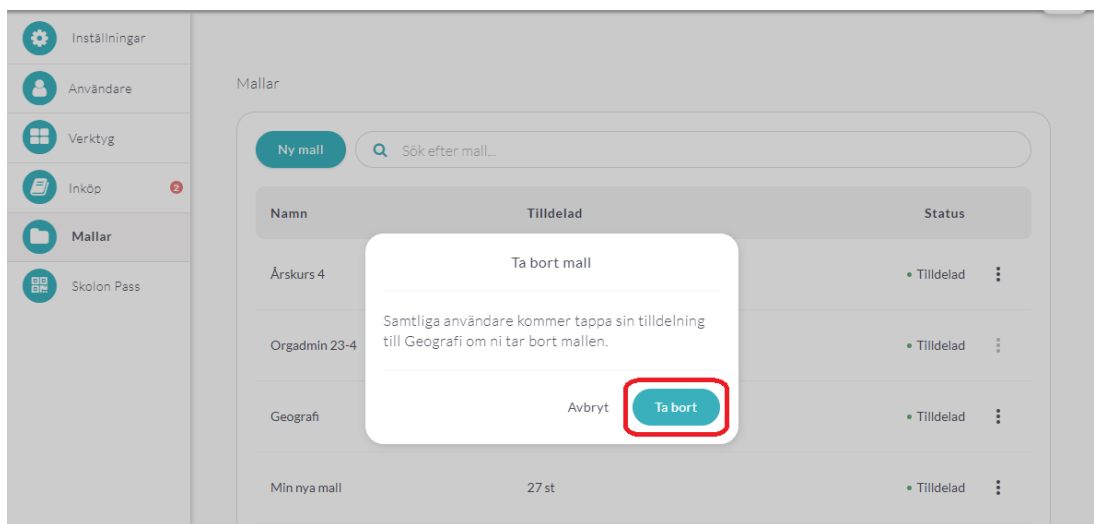 Inställningar
Användare
Verktyg
Inköp 2
Mallar
Skolon Pass
Mallar
Ny mall Sök efter mall...
Namn Tilldelad Status
Årskurs 4 Tilldelad
Orgadmin 23-4 Tilldelad
Geografi Tilldelad
Min nya mall 27 st Tilldelad
Ta bort mall
Samtliga användare kommer tappa sin tilldelning
till Geografi om ni tar bort mallen.
Avbryt Ta bort